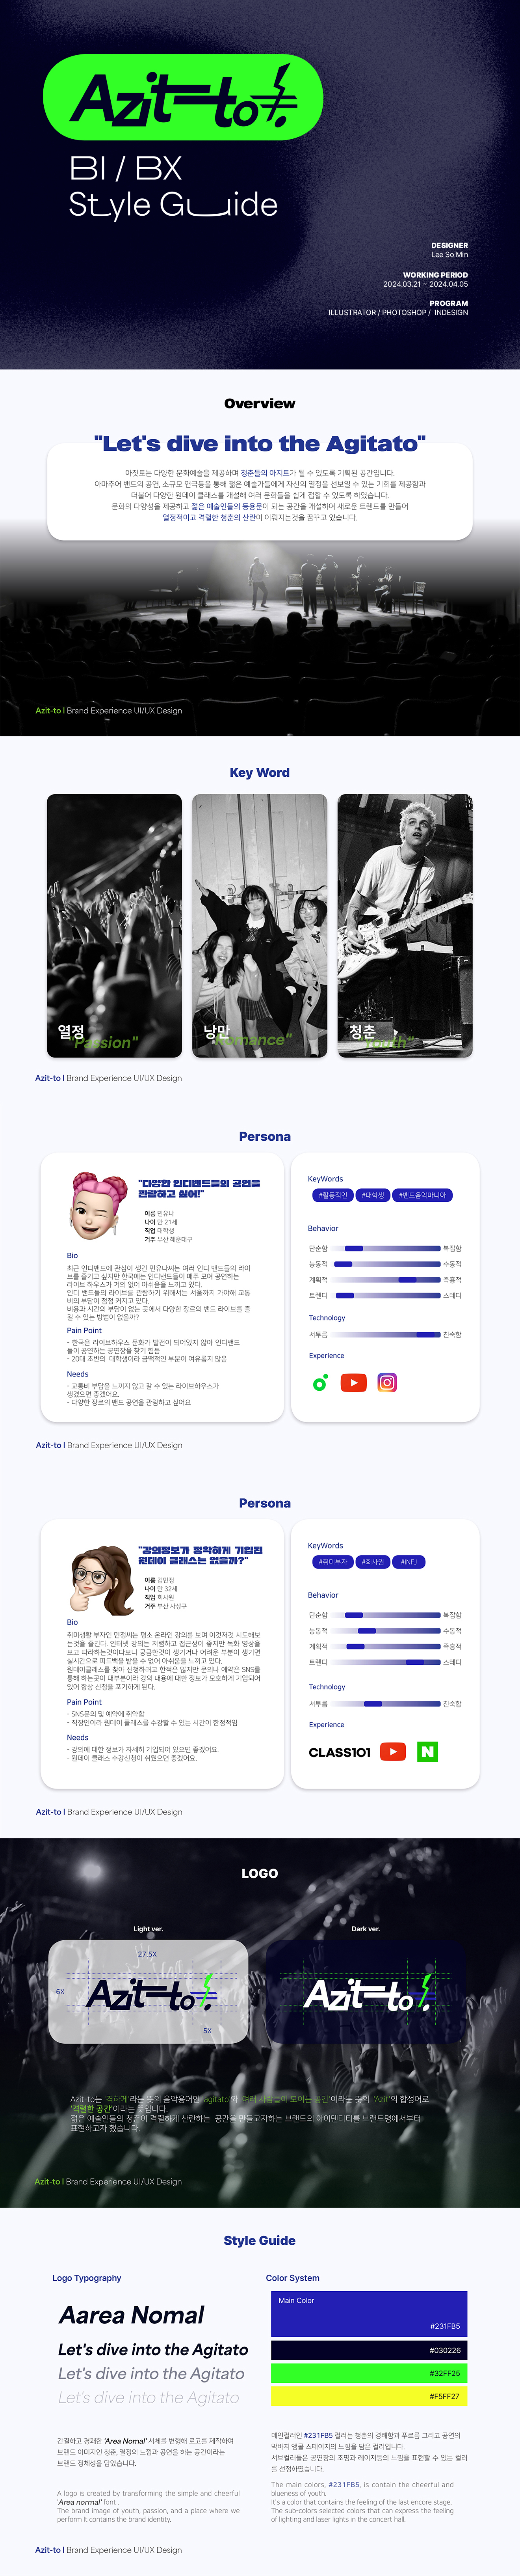 Azit-to
BI / BX
Style Guide
DESIGNER
Lee So Min
WORKING PERIOD
2024.03.21 ~ 2024.04.05
PROGRAM
ILLUSTRATOR / PHOTOSHOP / INDESIGN
Overview
"Let's dive into the Agitato"
아짓토는 다양한 문화예술을 제공하며 청춘들의 아지트가 될 수 있도록 기획된 공간입니다.
아마추어 밴드의 공연, 소규모 연극등을 통해 젊은 예술가들에게 자신의 열정을 선보일 수 있는 기회를 제공함과
더불어 다양한 원데이 클래스를 개설해 여러 문화들을 쉽게 접할 수 있도록 하였습니다.
문화의 다양성을 제공하고 젊은 예술인들의 등용문이 되는 공간을 개설하여 새로운 트렌드를 만들어
열정적이고 격렬한 청춘의 산란이 이뤄지는것을 꿈꾸고 있습니다.
Azit-to | Brand Experience UI/UX Design
Key Word
열정
"Passion"
낭만
"Romance"
청춘
"Youth"
Azit-to | Brand Experience UI/UX Design
Persona
"다양한 인디밴드들의 공연을
관람하고 싶어!"
이름 민유나
나이 만 21세
직업 대학생
거주 부산 해운대구
Bio
최근 인디밴드에 관심이 생긴 민유나씨는 여러 인디 밴드들의 라이
브를 즐기고 싶지만 한국에는 인디밴드들이 매주 모여 공연하는
라이브 하우스가 거의 없어 아쉬움을 느끼고 있다.
인디 밴드들의 라이브를 관람하기 위해서는 서울까지 가야해 교통
비의 부담이 점점 커지고 있다.
비용과 시간의 부담이 없는 곳에서 다양한 장르의 밴드 라이브를 즐
길 수 있는 방법이 없을까?
Pain Point
- 한국은 라이브하우스 문화가 발전이 되어있지 않아 인디밴드
들이 공연하는 공연장을 찾기 힘듬
- 20대 초반의 대학생이라 금액적인 부분이 여유롭지 않음
Needs
- 교통비 부담을 느끼지 않고 갈 수 있는 라이브하우스가
생겼으면 좋겠어요.
- 다양한 장르의 밴드 공연을 관람하고 싶어요
KeyWords
#활동적인 #대학생 #밴드음악마니아
Behavior
단순함 복잡함
능동적 수동적
계획적 즉흥적
트렌디 스테디
Technology
서투름 친숙함
Experience
Azit-to | Brand Experience UI/UX Design
Persona
"강의정보가 정확하게 기입된
원데이 클래스는 없을까?"
이름 김민정
나이 만 32세
직업 회사원
거주 부산 사상구
Bio
취미생활 부자인 민정씨는 평소 온라인 강의를 보며 이것저것 시도해보
는것을 즐긴다. 인터넷 강의는 저렴하고 접근성이 좋지만 녹화 영상을
보고 따라하는것이다보니 궁금한것이 생기거나 어려운 부분이 생기면
실시간으로 피드백을 받을 수 없어 아쉬움을 느끼고 있다.
원데이클래스를 찾아 신청하려고 한적은 많지만 문의나 예약은 SNS를
통해 하는곳이 대부분이라 강의 내용에 대한 정보가 모호하게 기입되어
있어 항상 신청을 포기하게 된다.
Pain Point
- SNS문의 및 예약에 취약함
- 직장인이라 원데이 클래스를 수강할 수 있는 시간이 한정적임
Needs
- 강의에 대한 정보가 자세히 기입되어 있으면 좋겠어요.
- 원데이 클래스 수강신청이 쉬웠으면 좋겠어요.
KeyWords
#취미부자 #회사원 #INFJ
Behavior
단순함 복잡함
능동적 수동적
계획적 즉흥적
트렌디 스테디
Technology
서투름 친숙함
Experience
CLASS101 N
Azit-to | Brand Experience UI/UX Design
LOGO
Light ver.
Dark ver.
27.5X
6X
Azit-to
5X
Azit-to
Azit-to는 '격하게'라는 뜻의 음악용어인 'agitato'와 '여러 사람들이 모이는 공간'이라는 뜻의 'Azit'의 합성어로
'격렬한 공간'이라는 뜻입니다.
젊은 예술인들의 청춘이 격렬하게 산란하는 공간을 만들고자하는 브랜드의 아이덴디티를 브랜드명에서부터
표현하고자 했습니다.
Azit-to | Brand Experience UI/UX Design
Style Guide
Logo Typography
Aarea Nomal
Let's dive into the Agitato
Let's dive into the Agitato
Let's dive into the Agitato
간결하고 경쾌한 'Area Nomal' 서체를 변형해 로고를 제작하여
브랜드 이미지인 청춘, 열정의 느낌과 공연을 하는 공간이라는
브랜드 정체성을 담았습니다.
A logo is created by transforming the simple and cheerful
'Area normal' font .
The brand image of youth, passion, and a place where we
perform It contains the brand identity.
Color System
Main Color
#231FB5
#030226
#32FF25
#F5FF27
메인컬러인 #231FB5 컬러는 청춘의 경쾌함과 푸르름 그리고 공연의
막바지 앵콜 스테이지의 느낌을 담은 컬러입니다.
서브컬러들은 공연장의 조명과 레이저등의 느낌을 표현할 수 있는 컬러
를 선정하였습니다.
The main colors, #231FB5, is contain the cheerful and
blueness of youth.
It's a color that contains the feeling of the last encore stage.
The sub-colors selected colors that can express the feeling
of lighting and laser lights in the concert hall.
Azit-to | Brand Experience UI/UX Design